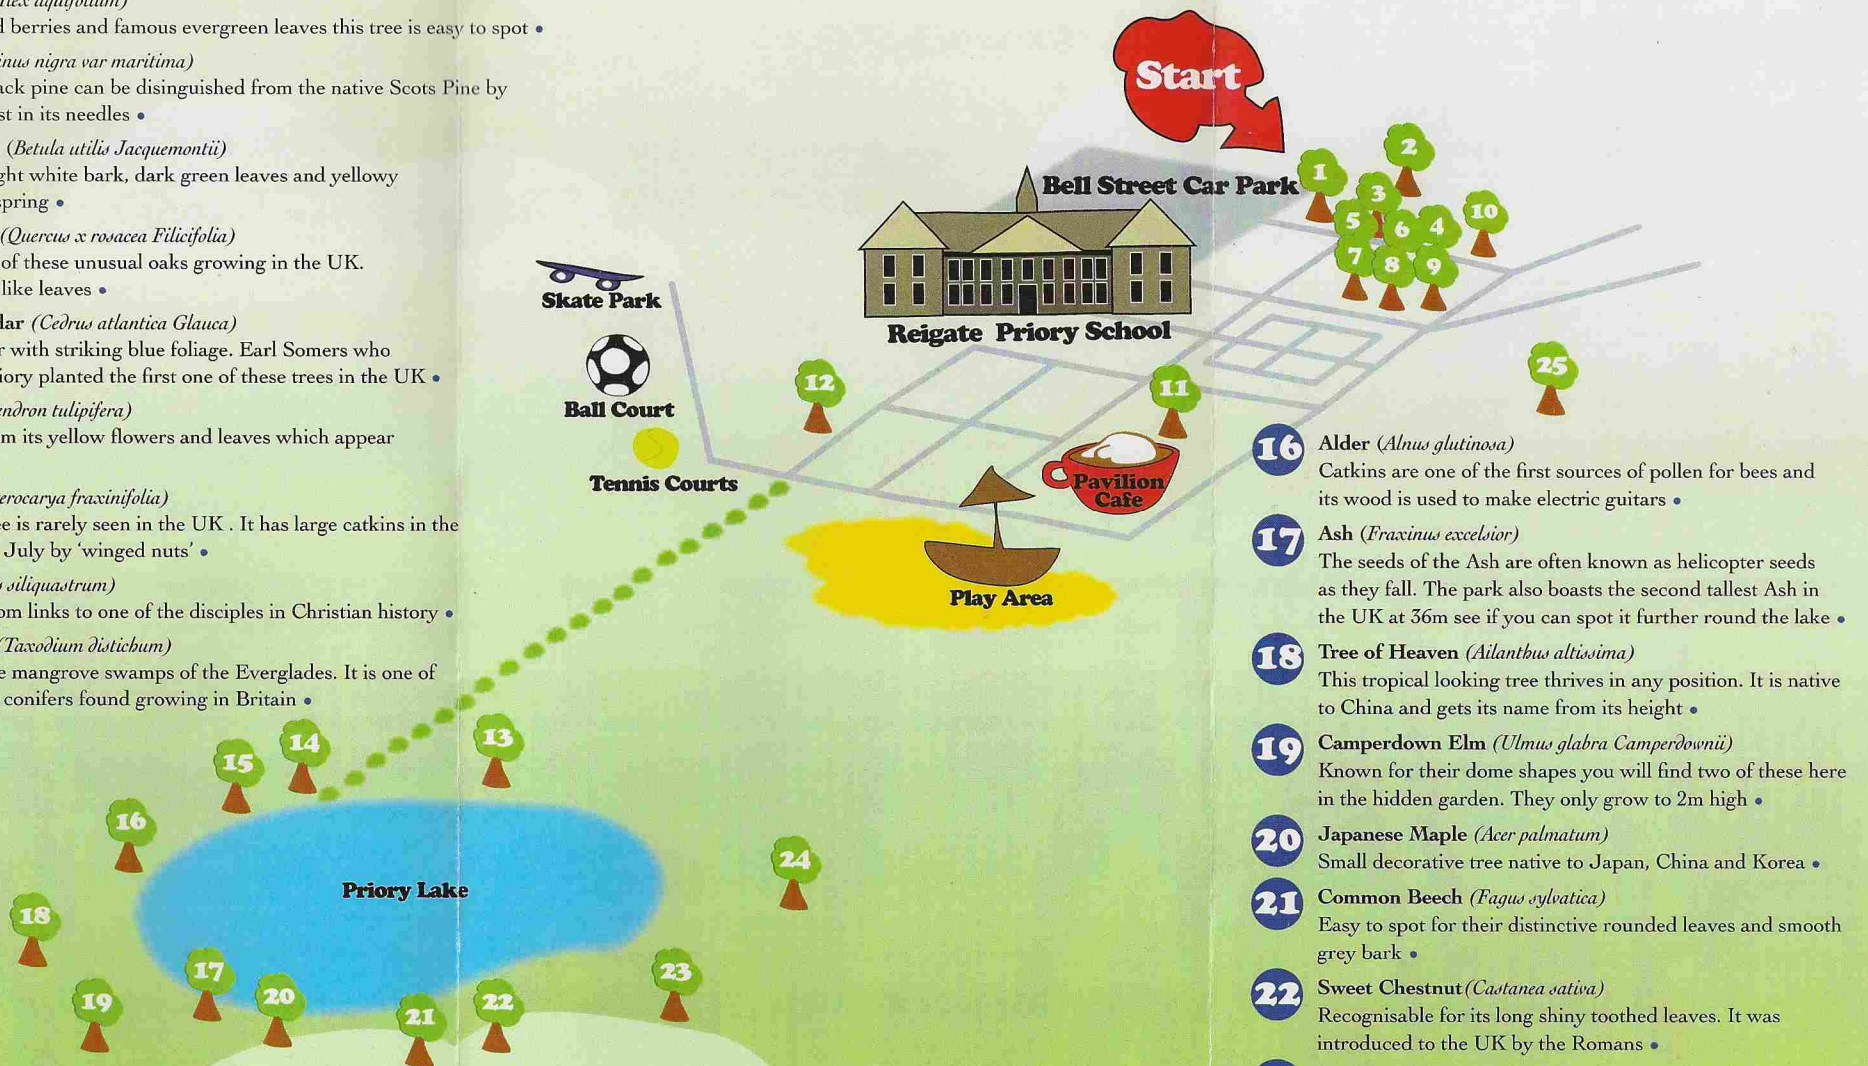 berries and famous evergreen leaves this tree is easy to spot •
nigra var maritima)
pine can be disinguished from the native Scots Pine by
in its needles •
(Betula utilis Jacquemontii)
white bark, dark green leaves and yellowy
spring •
(Quercus x rosacea Filicifolia)
of these unusual oaks growing in the UK.
like leaves •
(Cedrus atlantica Glauca)
with striking blue foliage. Earl Somers who
planted the first one of these trees in the UK •
tulipifera)
its yellow flowers and leaves which appear
fraxinifolia)
is rarely seen in the UK . It has large catkins in the
July by 'winged nuts' •
siliquastrum)
links to one of the disciples in Christian history •
(Taxodium distichum)
mangrove swamps of the Everglades. It is one of
conifers found growing in Britain •
Start
Bell Street Car Park
Reigate Priory School
Skate Park
Ball Court
Tennis Courts
Pavilion
Cafe
Play Area
Priory Lake
1
2
3
4
5
6
7
8
9
10
11
12
25
13
14
15
16
18
17
19
20
21
22
23
24
16 Alder (Alnus glutinosa)
Catkins are one of the first sources of pollen for bees and
its wood is used to make electric guitars •
17 Ash (Fraxinus excelsior)
The seeds of the Ash are often known as helicopter seeds
as they fall. The park also boasts the second tallest Ash in
the UK at 36m see if you can spot it further round the lake •
18 Tree of Heaven (Ailanthus altissima)
This tropical looking tree thrives in any position. It is native
to China and gets its name from its height •
19 Camperdown Elm (Ulmus glabra Camperdownii)
Known for their dome shapes you will find two of these here
in the hidden garden. They only grow to 2m high •
20 Japanese Maple (Acer palmatum)
Small decorative tree native to Japan, China and Korea •
21 Common Beech (Fagus sylvatica)
Easy to spot for their distinctive rounded leaves and smooth
grey bark •
22 Sweet Chestnut (Castanea sativa)
Recognisable for its long shiny toothed leaves. It was
introduced to the UK by the Romans •